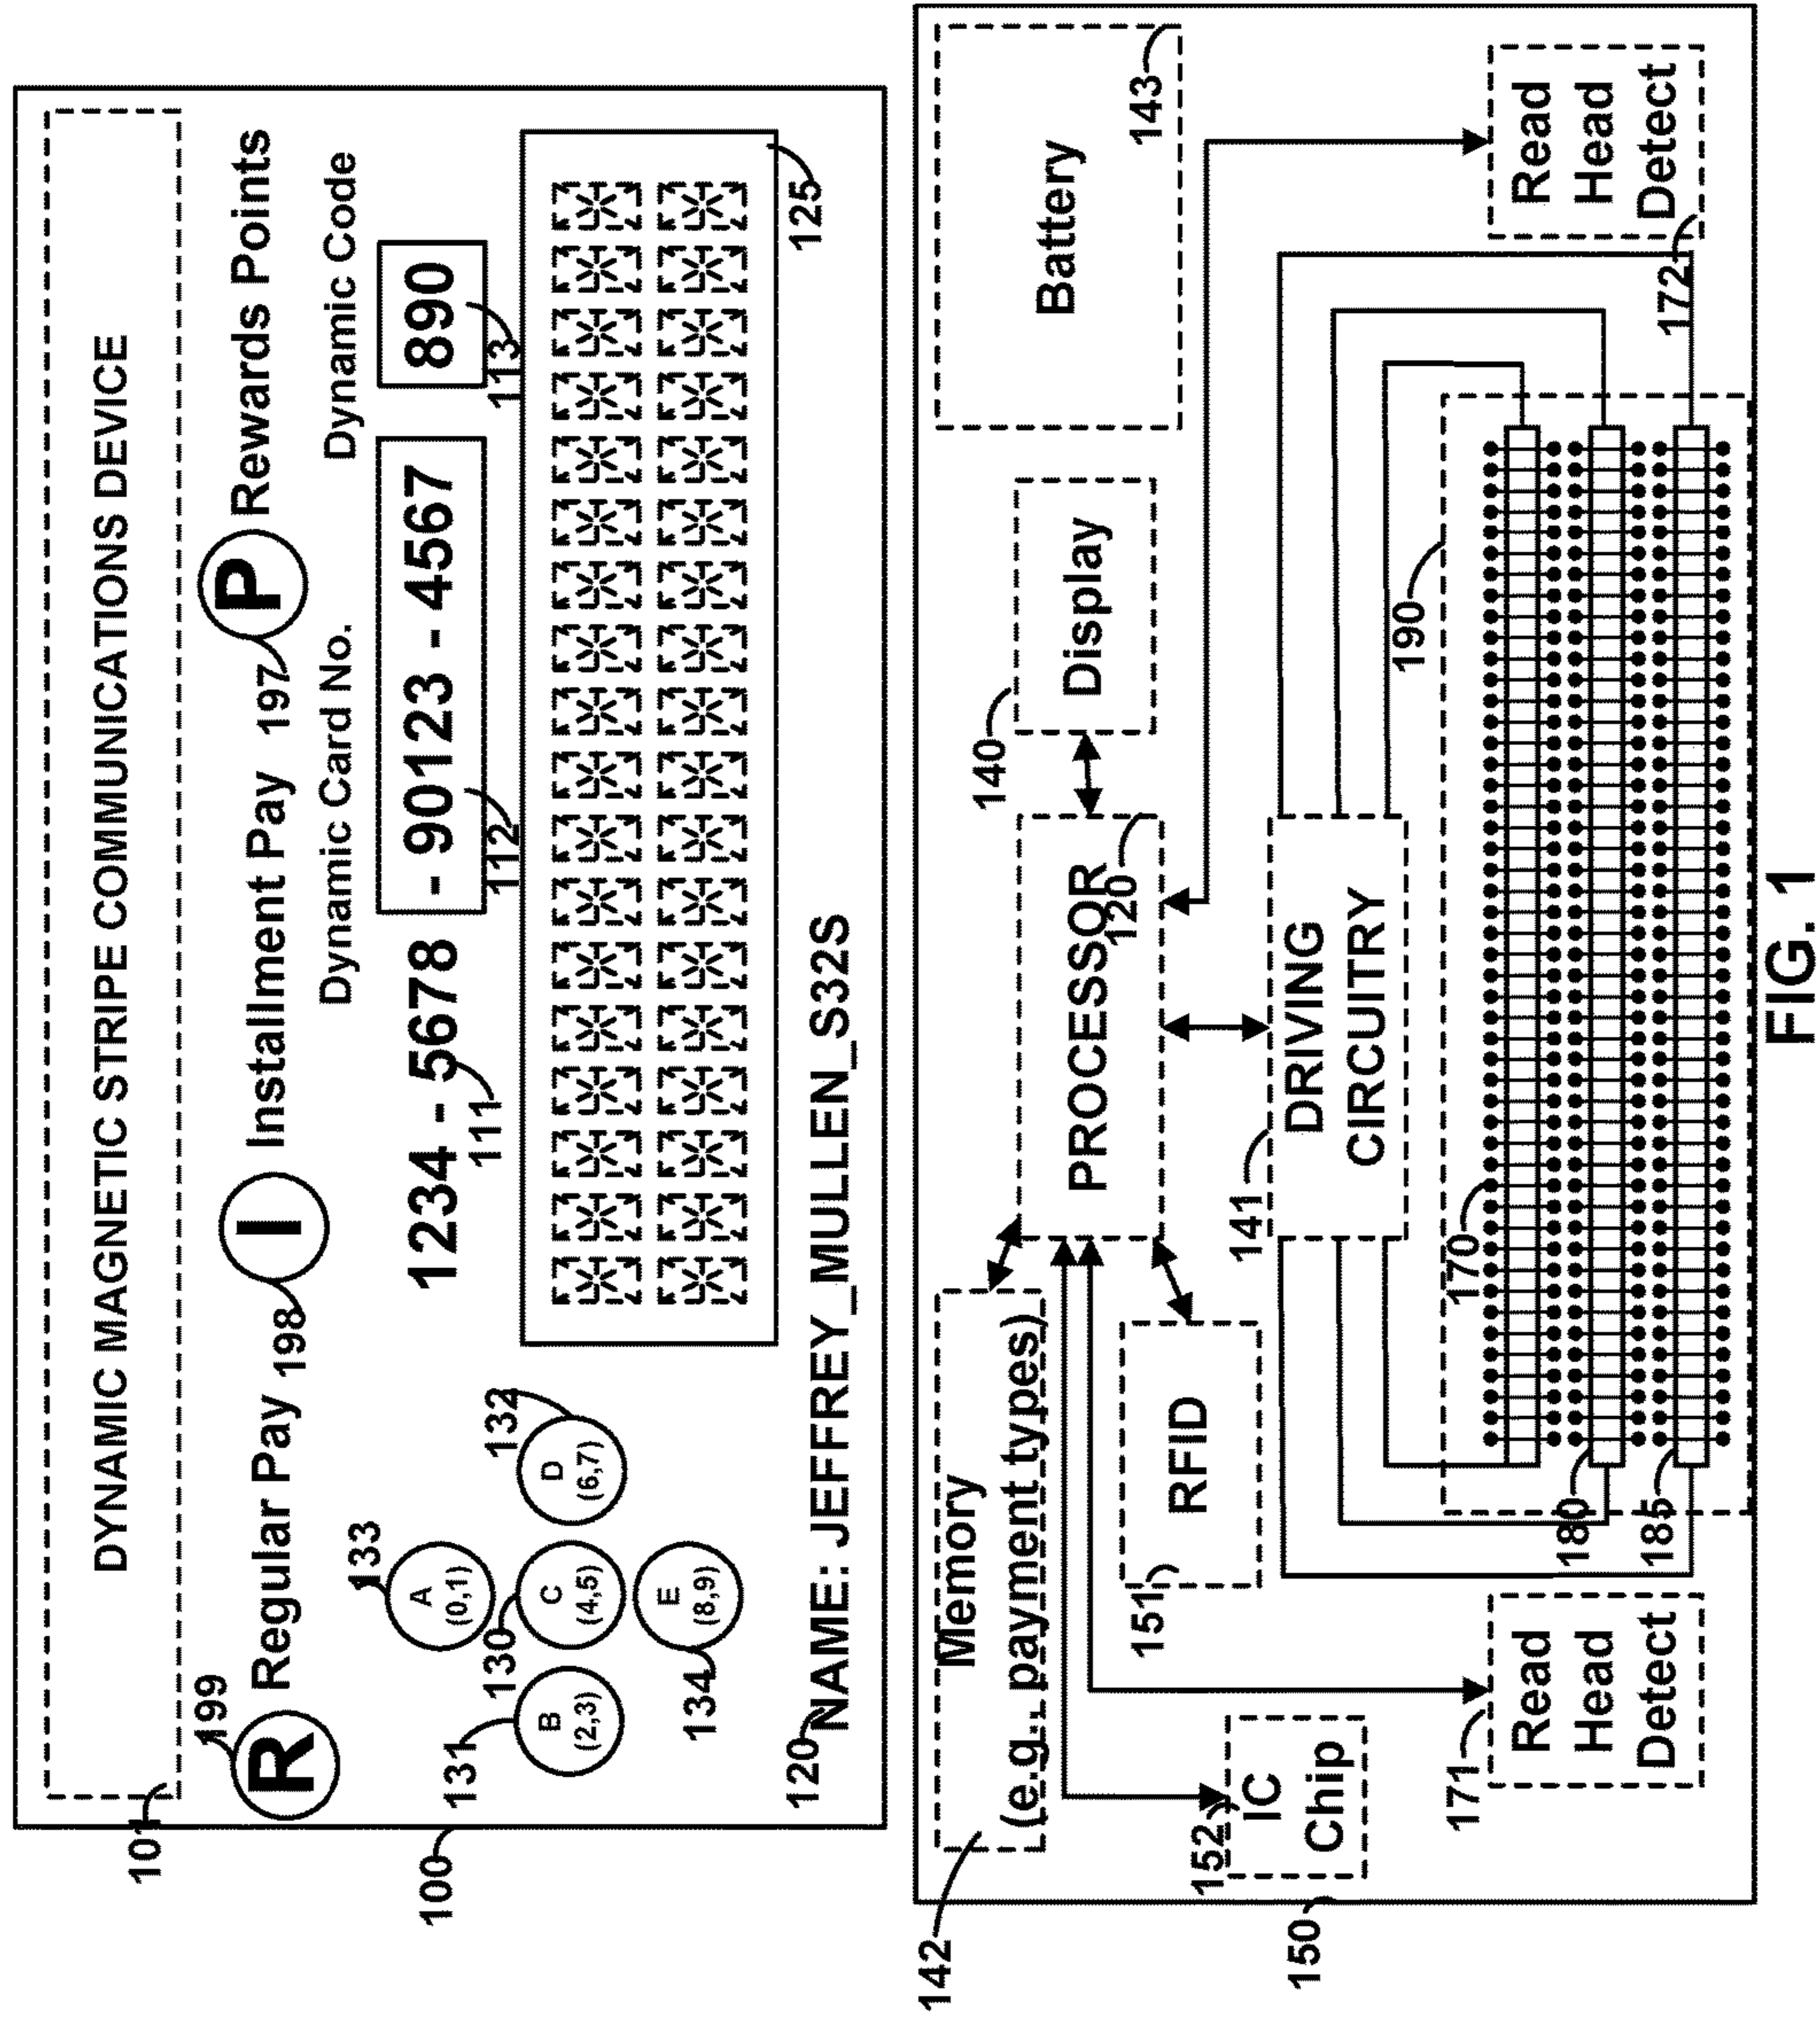 DYNAMIC MAGNETIC STRIPE COMMUNICATIONS DEVICE
101
199
R Regular Pay
198
I Installment Pay
197
P Rewards Points
100
Dynamic Card No.
Dynamic Code
1234 - 5678 - 90123 - 4567
890
111
112
113
133
A
(0,1)
132
D
(6,7)
131
B
(2,3)
130
C
(4,5)
134
E
(8,9)
125
120
NAME: JEFFREY_MULLEN_S32S
142
Memory
(e.g., payment types)
140
Display
Battery
143
PROCESSOR
120
151
RFID
152
IC
Chip
150
141
DRIVING
CIRCUITRY
190
171
Read
Head
Detect
170
180
185
172
Read
Head
Detect
FIG. 1